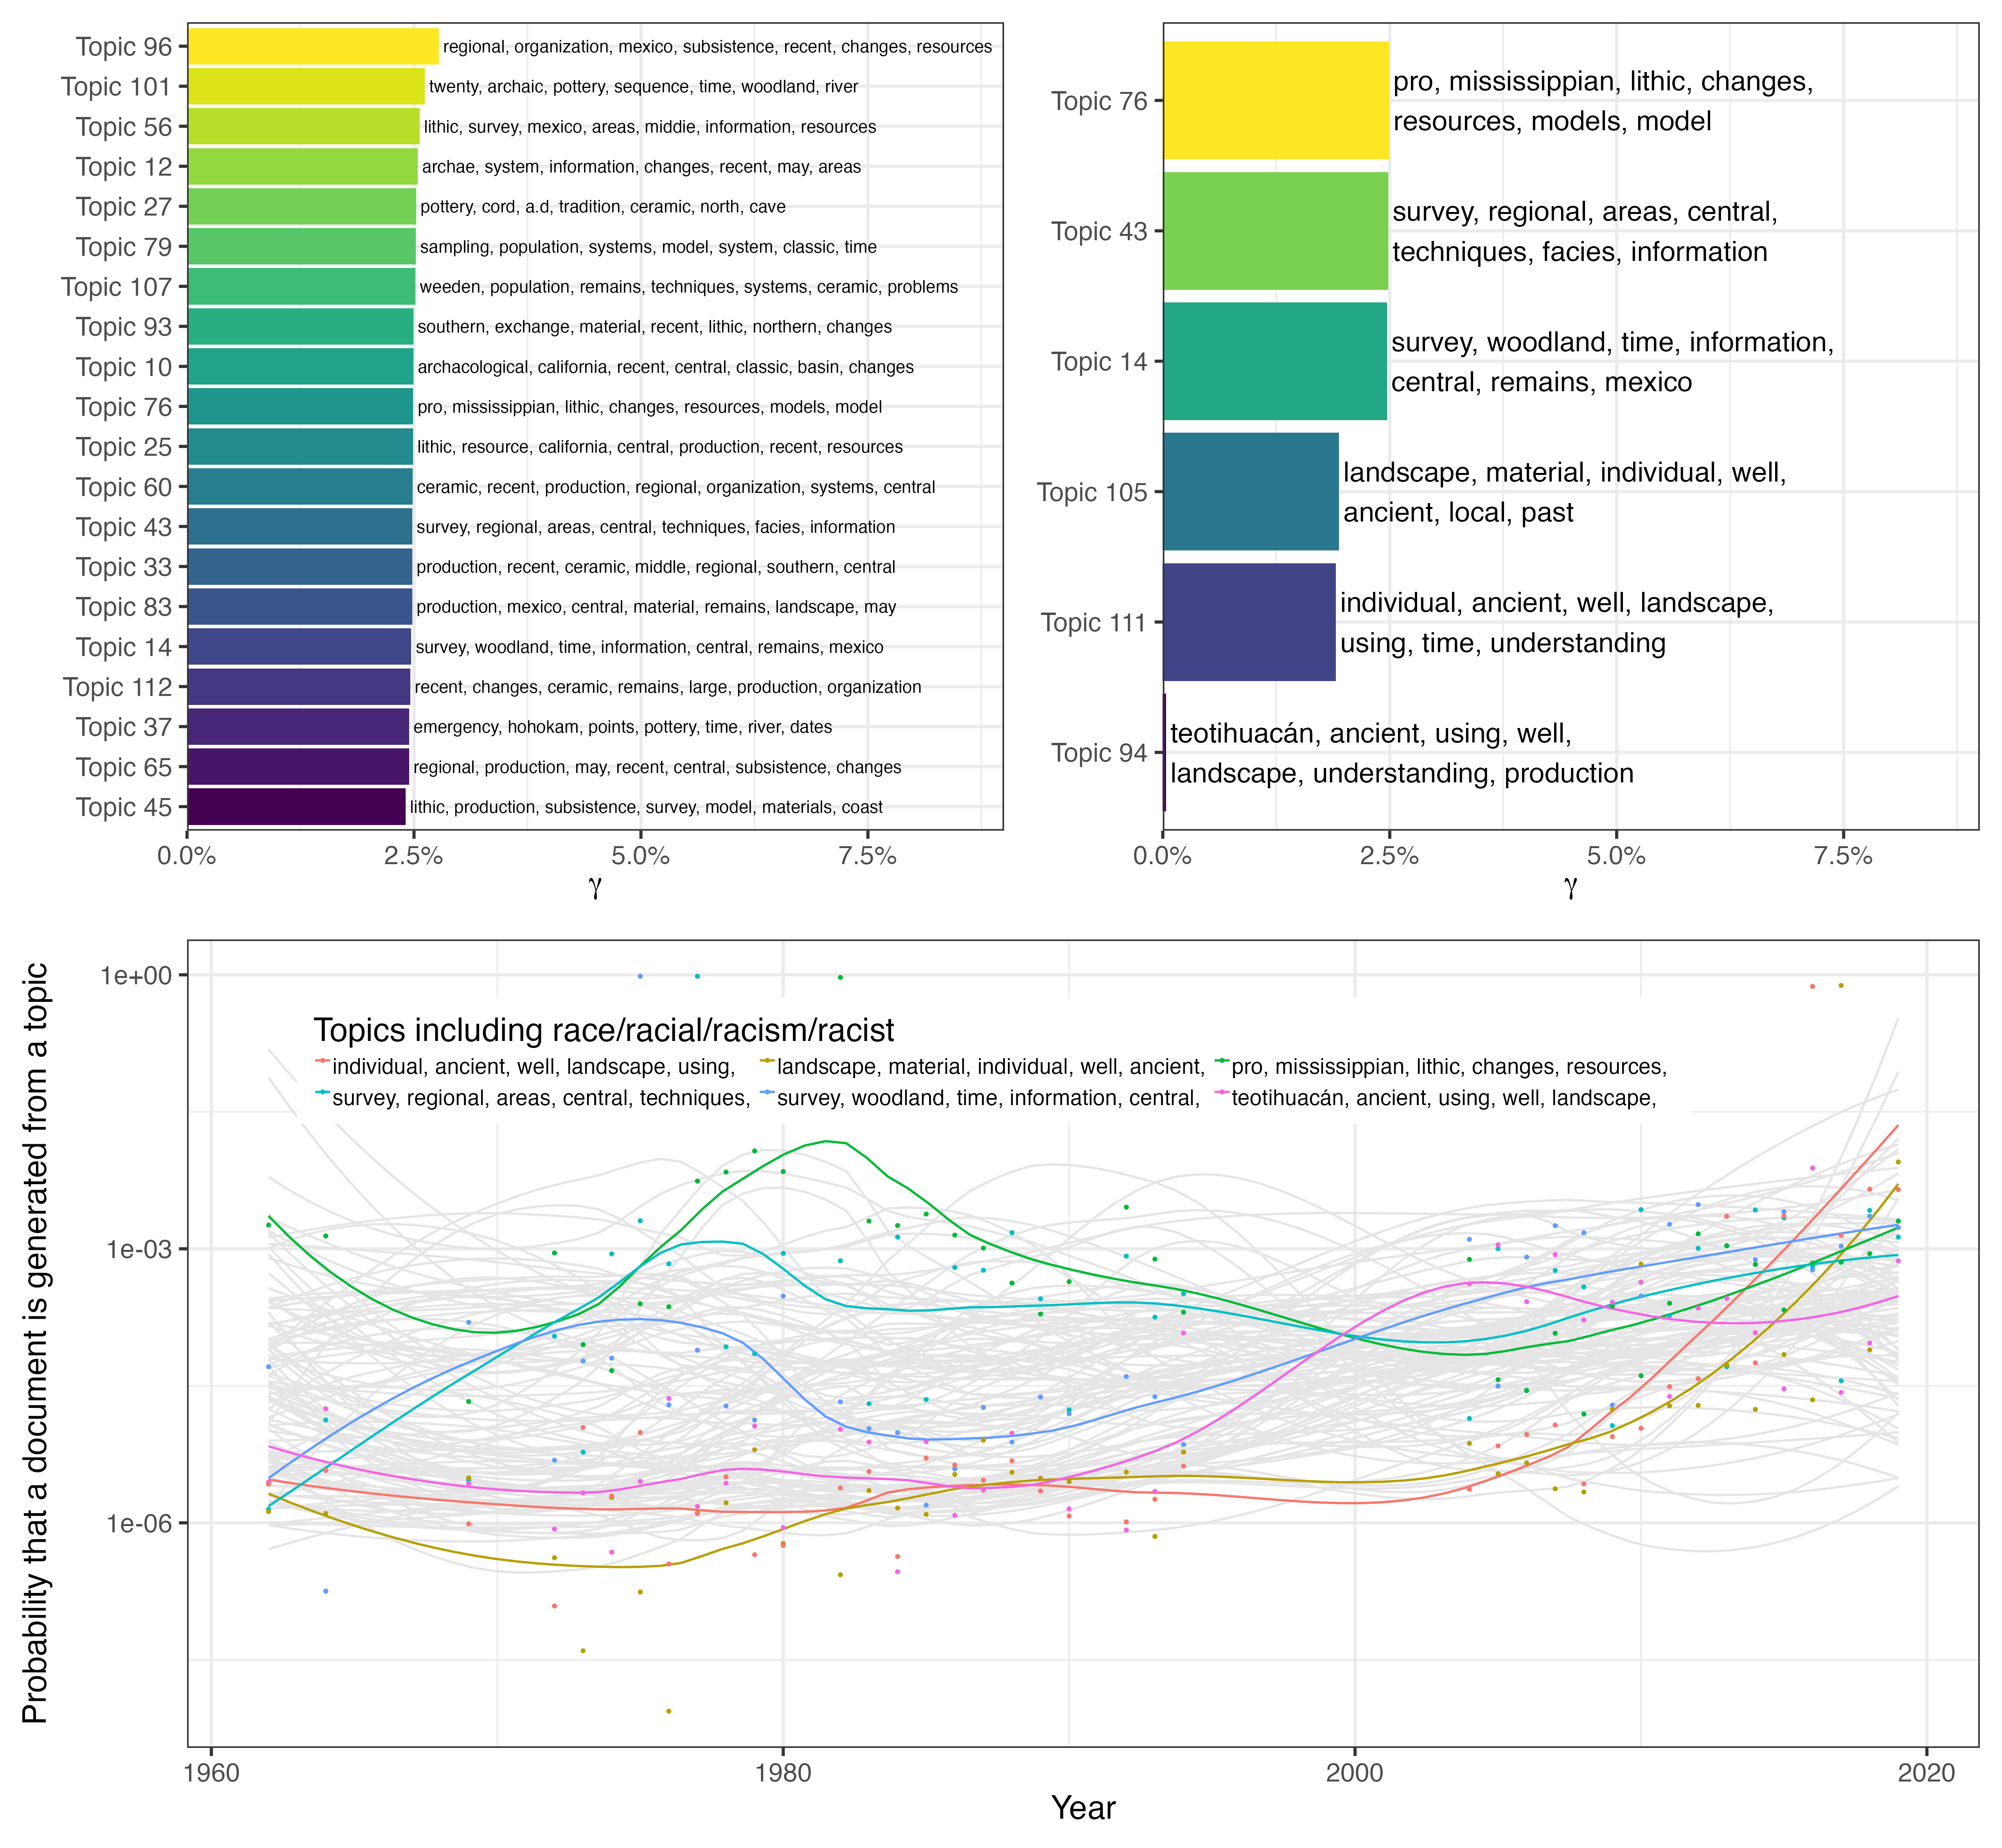 Topic 96 regional, organization, mexico, subsistence, recent, changes, resources
Topic 101 twenty, archaic, pottery, sequence, time, woodland, river
Topic 56 lithic, survey, mexico, areas, middie, information, resources
Topic 12 archae, system, information, changes, recent, may, areas
Topic 27 pottery, cord, a.d, tradition, ceramic, north, cave
Topic 79 sampling, population, systems, model, system, classic, time
Topic 107 weeden, population, remains, techniques, systems, ceramic, problems
Topic 93 southern, exchange, material, recent, lithic, northern, changes
Topic 10 archacological, california, recent, central, classic, basin, changes
Topic 76 pro, mississippian, lithic, changes, resources, models, model
Topic 25 lithic, resource, california, central, production, recent, resources
Topic 60 ceramic, recent, production, regional, organization, systems, central
Topic 43 survey, regional, areas, central, techniques, facies, information
Topic 33 production, recent, ceramic, middle, regional, southern, central
Topic 83 production, mexico, central, material, remains, landscape, may
Topic 14 survey, woodland, time, information, central, remains, mexico
Topic 112 recent, changes, ceramic, remains, large, production, organization
Topic 37 emergency, hohokam, points, pottery, time, river, dates
Topic 65 regional, production, may, recent, central, subsistence, changes
Topic 45 lithic, production, subsistence, survey, model, materials, coast
0.0% 2.5% 5.0% 7.5%
γ
Topic 76 pro, mississippian, lithic, changes,
resources, models, model
Topic 43 survey, regional, areas, central,
techniques, facies, information
Topic 14 survey, woodland, time, information,
central, remains, mexico
Topic 105 landscape, material, individual, well,
ancient, local, past
Topic 111 individual, ancient, well, landscape,
using, time, understanding
Topic 94 teotihuacán, ancient, using, well,
landscape, understanding, production
0.0% 2.5% 5.0% 7.5%
γ
Probability that a document is generated from a topic
1e+00
1e-03
1e-06
Topics including race/racial/racism/racist
individual, ancient, well, landscape, using, landscape, material, individual, well, ancient, pro, mississippian, lithic, changes, resources,
survey, regional, areas, central, techniques, survey, woodland, time, information, central, teotihuacán, ancient, using, well, landscape,
1960 1980 2000 2020
Year